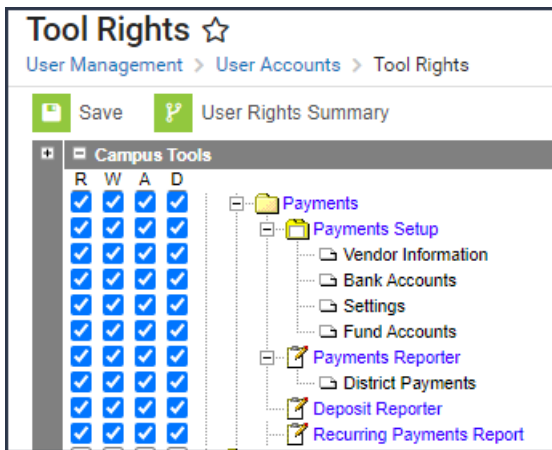 Tool Rights
User Management > User Accounts > Tool Rights
Save User Rights Summary
Campus Tools
R W A D
Payments
Payments Setup
Vendor Information
Bank Accounts
Settings
Fund Accounts
Payments Reporter
District Payments
Deposit Reporter
Recurring Payments Report